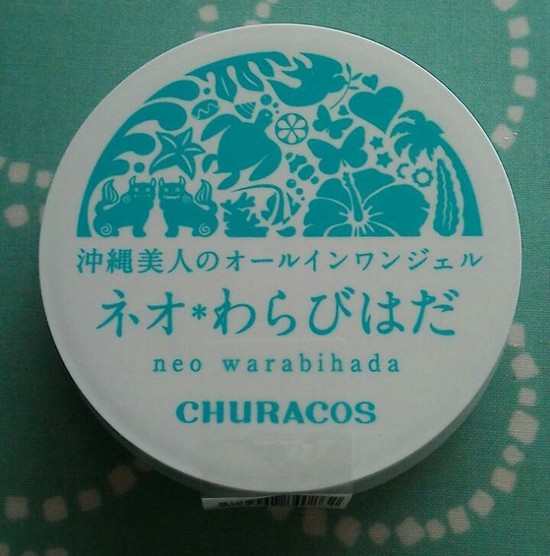 沖縄美人のオールインワンジェル
ネオ*わらびはだ
neo warabihada
CHURACOS